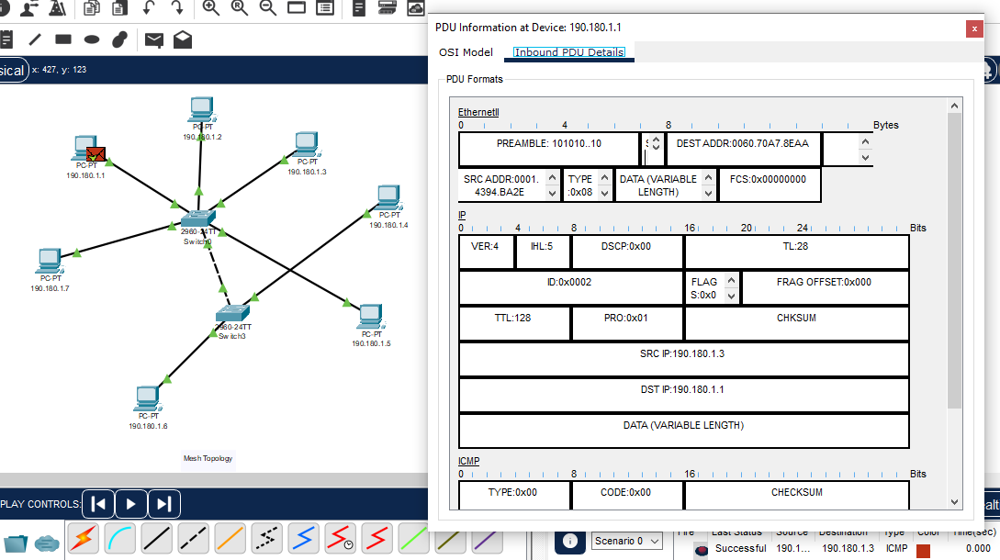 PDU Information at Device: 190.180.1.1
x
OSI Model
Inbound PDU Details
sical
x: 427, y: 123
PDU Formats
EthernetII
0 4 8 Bytes
PREAMBLE: 101010..10
DEST ADDR:0060.70A7.8EAA
SRC ADDR:0001.
4394.BA2E
TYPE
:0x08
DATA (VARIABLE
LENGTH)
FCS:0x00000000
IP
0 4 8 16 20 24 Bits
VER:4 IHL:5 DSCP:0x00 TL:28
ID:0x0002
FLAG
S:0x0
FRAG OFFSET:0x000
TTL:128 PRO:0x01 CHKSUM
SRC IP:190.180.1.3
DST IP:190.180.1.1
DATA (VARIABLE LENGTH)
ICMP
0 8 16 Bits
TYPE:0x00 CODE:0x00 CHECKSUM
PC-PT
190.180.1.2
PC-PT
190.180.1.1
PC-PT
190.180.1.3
PC-PT
190.180.1.4
2960-24TT
Switch0
PC-PT
190.180.1.7
2960-24TT
Switch3
PC-PT
190.180.1.5
PC-PT
190.180.1.6
Mesh Topology
PLAY CONTROLS:
Scenario 0
Fire Last Status Source Destination Type Color Time(sec)
Successful 190.1... 190.180.1.3 ICMP 0.000